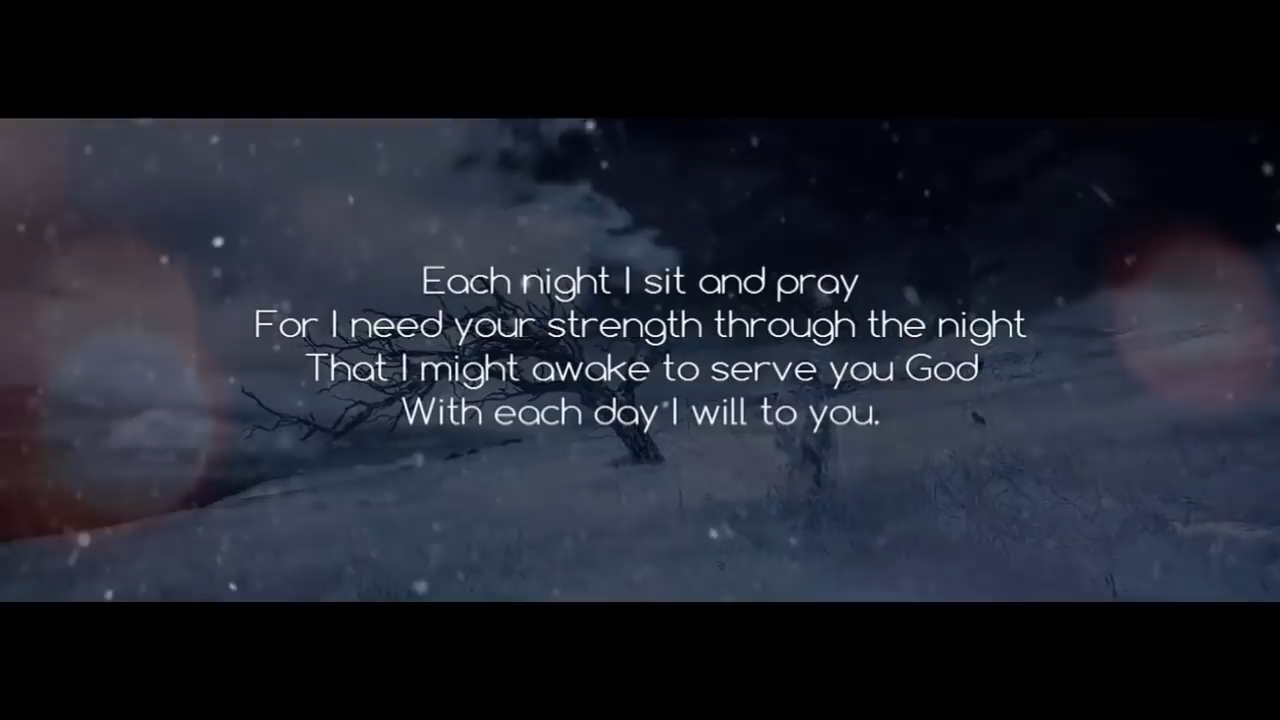 Each night I sit and pray
For I need your strength through the night
That I might awake to serve you God
With each day I will to you.